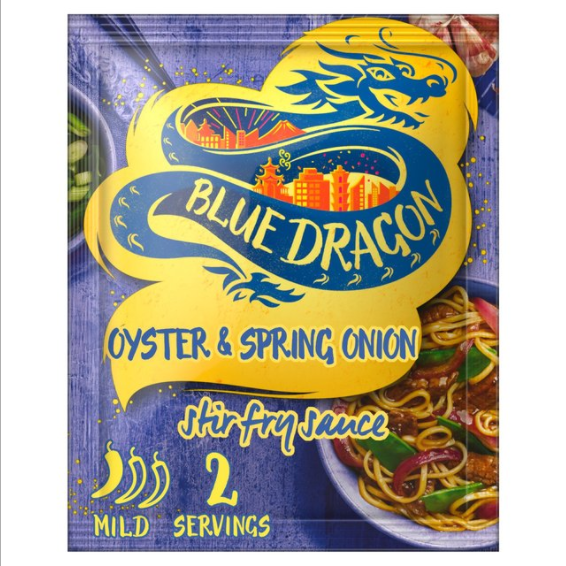 BLUE DRAGON
OYSTER & SPRING ONION
stir fry sauce
2
MILD SERVINGS